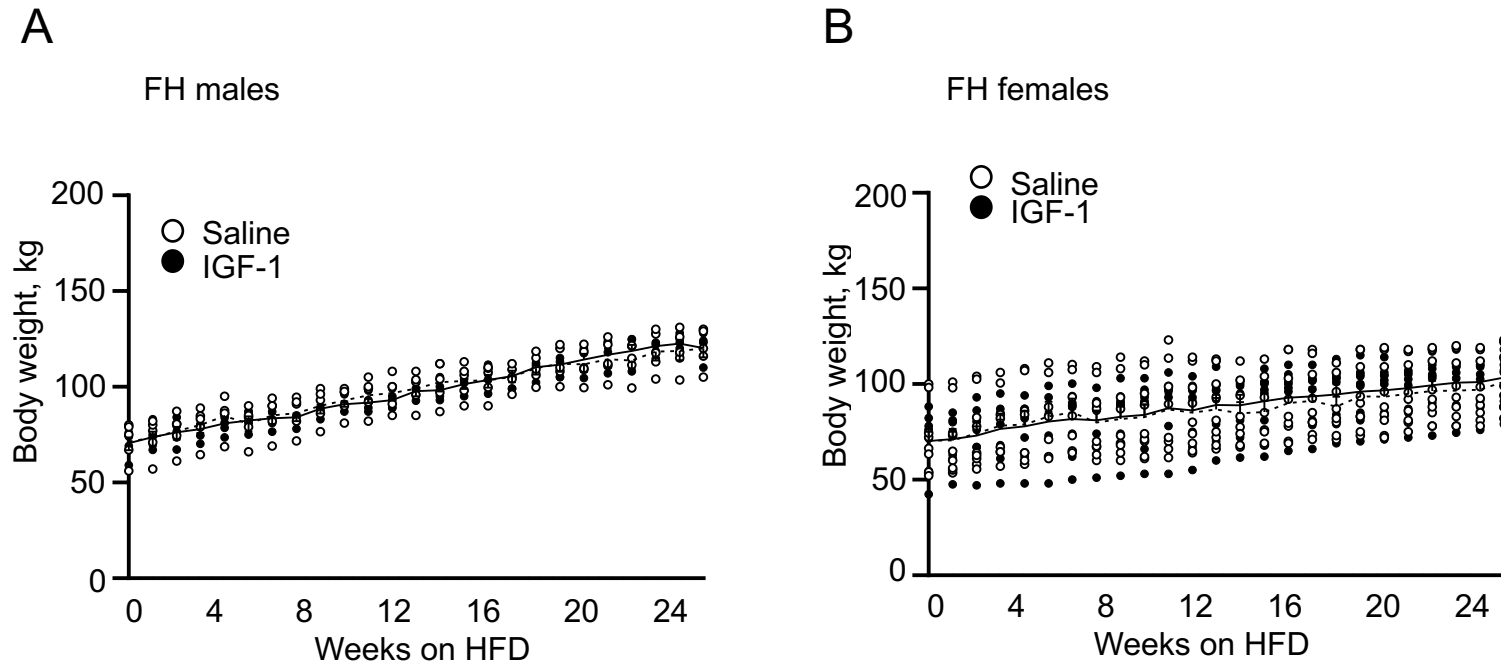 A
FH males
200
150
100
50
0
Saline
IGF-1
Body weight, kg
0 4 8 12 16 20 24
Weeks on HFD
B
FH females
200
150
100
50
0
Saline
IGF-1
Body weight, kg
0 4 8 12 16 20 24
Weeks on HFD